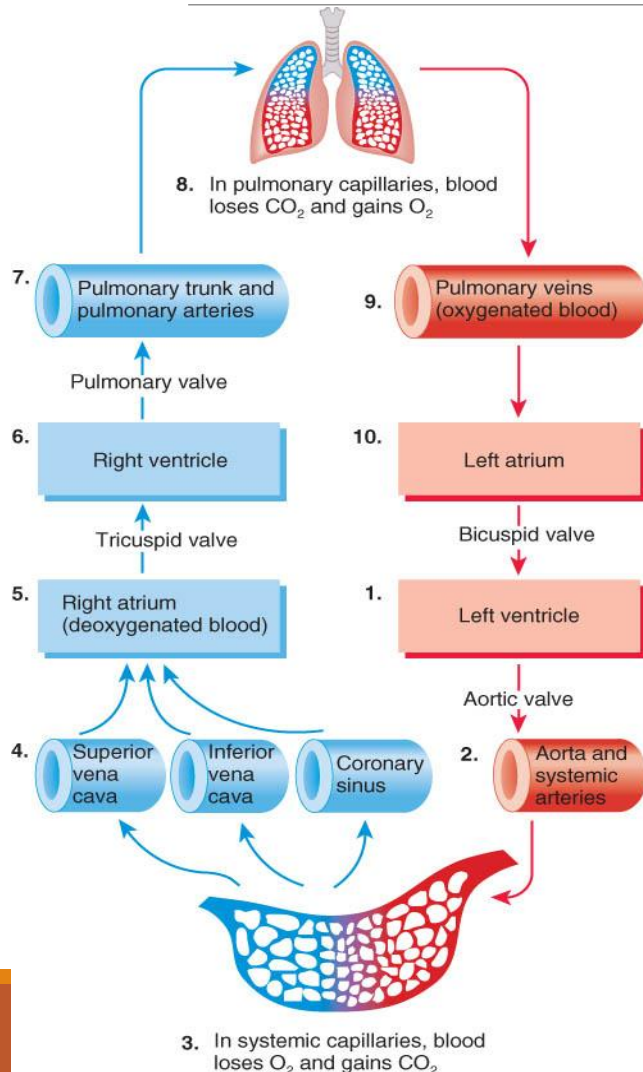 8. In pulmonary capillaries, blood
loses CO₂ and gains O₂
7.
Pulmonary trunk and
pulmonary arteries
9.
Pulmonary veins
(oxygenated blood)
Pulmonary valve
6.
Right ventricle
10.
Left atrium
Tricuspid valve
Bicuspid valve
5.
Right atrium
(deoxygenated blood)
1.
Left ventricle
Aortic valve
4.
Superior
vena
cava
Inferior
vena
cava
Coronary
sinus
2.
Aorta and
systemic
arteries
3. In systemic capillaries, blood
loses O₂ and gains CO₂